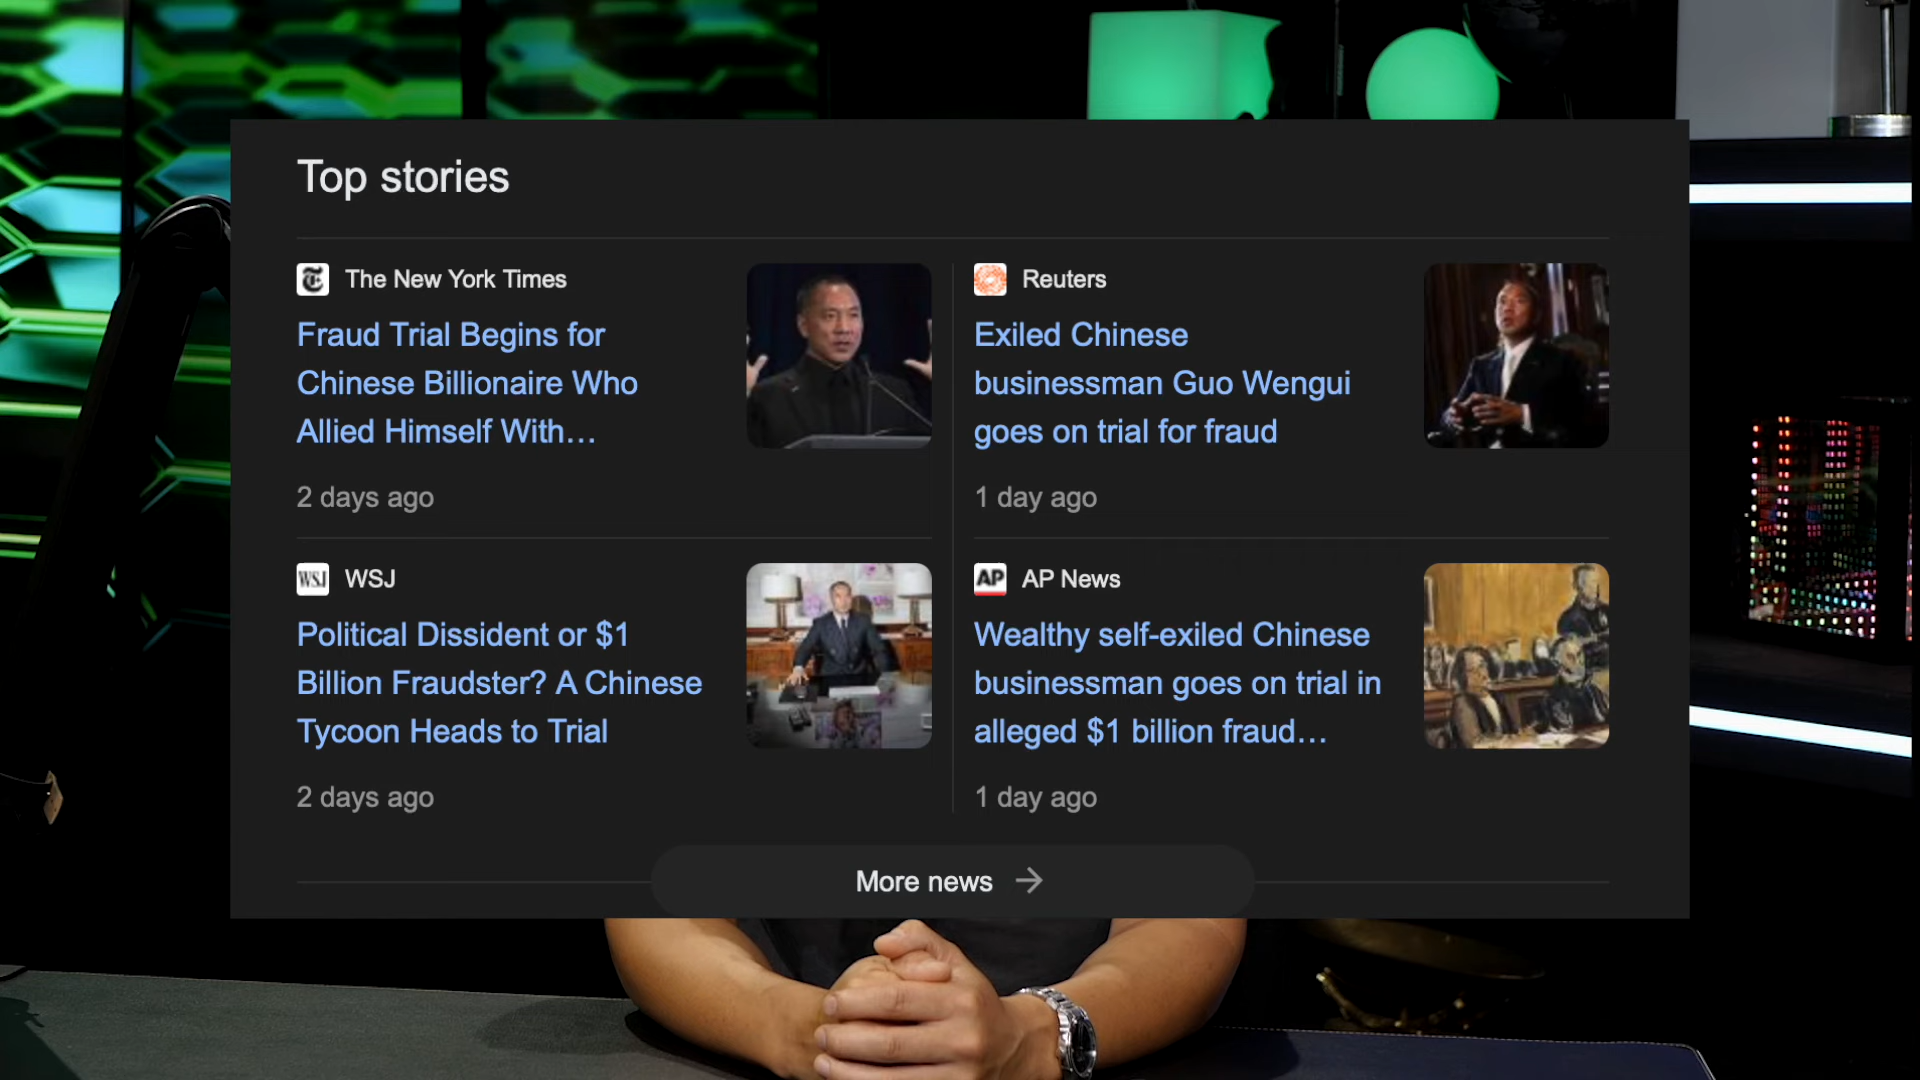 Top stories
The New York Times
Fraud Trial Begins for
Chinese Billionaire Who
Allied Himself With…
2 days ago
Reuters
Exiled Chinese
businessman Guo Wengui
goes on trial for fraud
1 day ago
WSJ
WSJ
Political Dissident or $1
Billion Fraudster? A Chinese
Tycoon Heads to Trial
2 days ago
AP
AP News
Wealthy self-exiled Chinese
businessman goes on trial in
alleged $1 billion fraud…
1 day ago
More news →